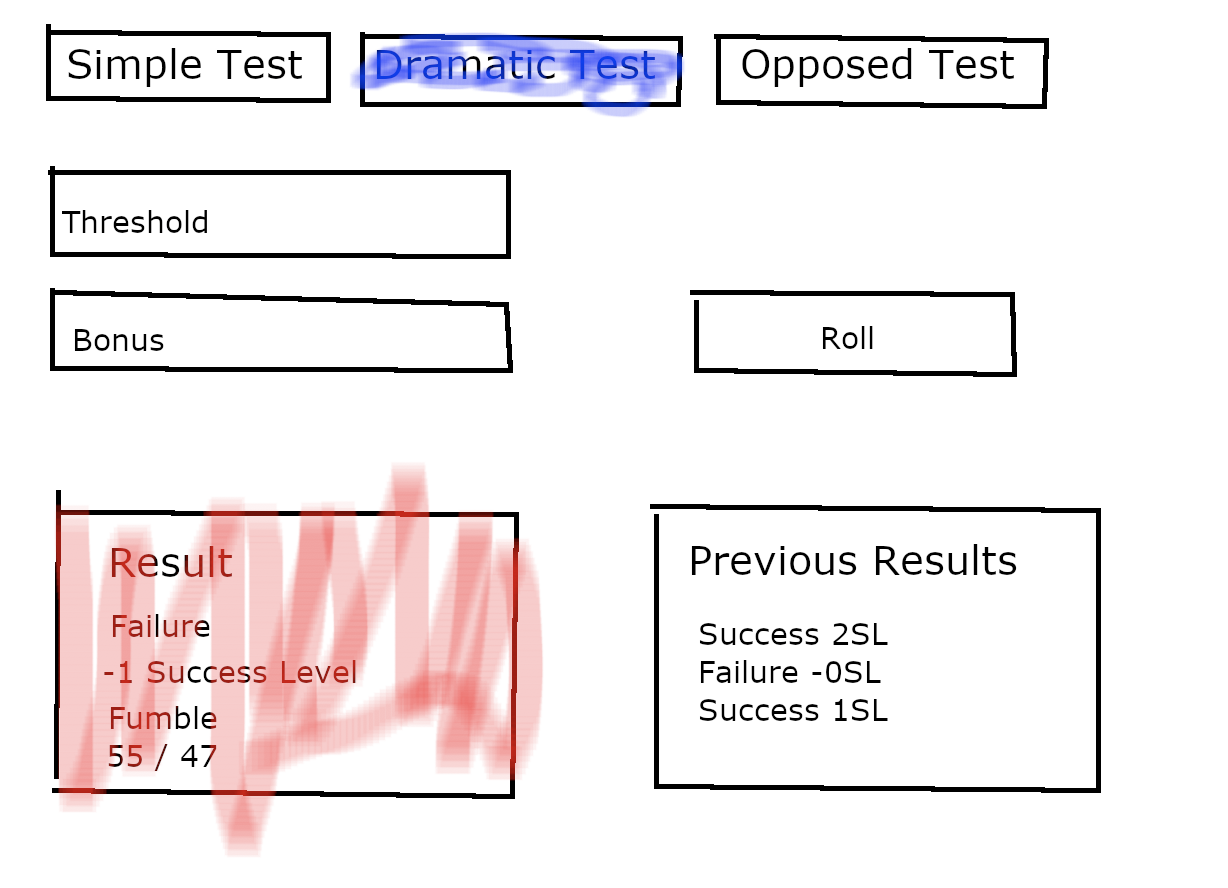 Simple Test
Dramatic Test
Opposed Test
Threshold
Bonus
Roll
Result
Failure
-1 Success Level
Fumble
55 / 47
Previous Results
Success 2SL
Failure -0SL
Success 1SL